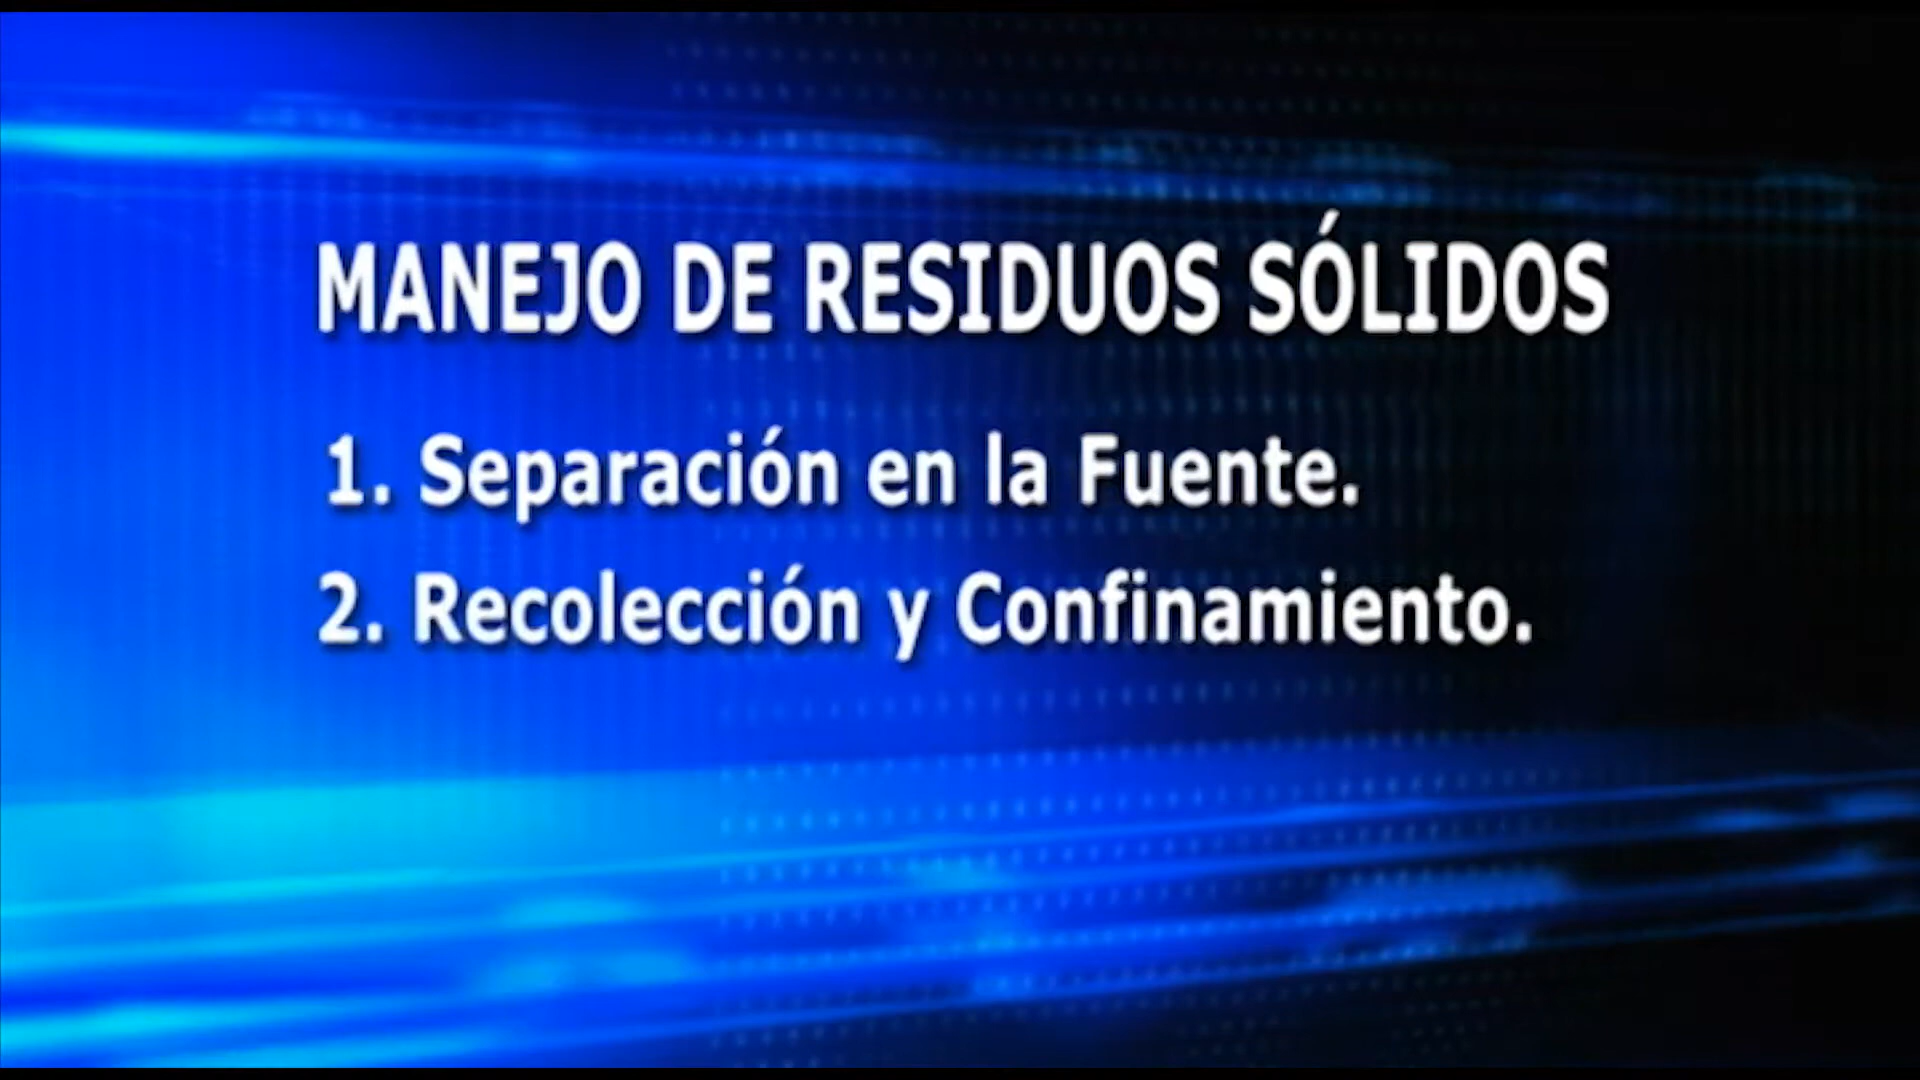 MANEJO DE RESIDUOS SÓLIDOS
1. Separación en la Fuente.
2. Recolección y Confinamiento.